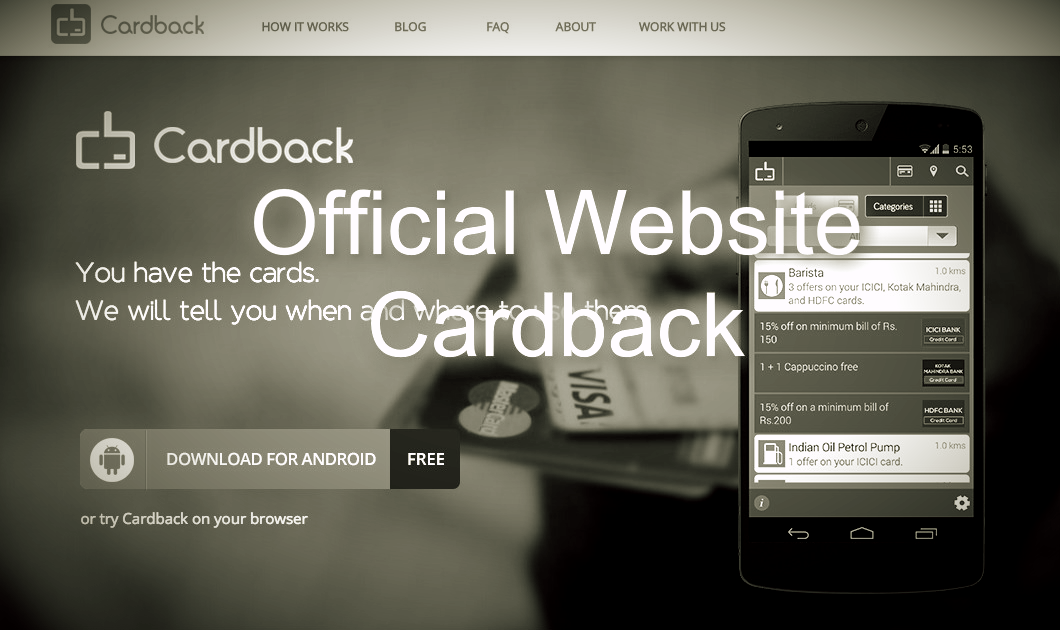 Cardback
HOW IT WORKS
BLOG
FAQ
ABOUT
WORK WITH US
Cardback
Official Website
Cardback
You have the cards.
We will tell you when and where to use them
DOWNLOAD FOR ANDROID
FREE
or try Cardback on your browser
VISA
MasterCard
5:53
Categories
All
Barista
1.0 kms
3 offers on your ICICI, Kotak Mahindra,
and HDFC cards.
15% off on minimum bill of Rs.
150
ICICI BANK
Credit Card
1 + 1 Cappuccino free
KOTAK
MAHINDRA BANK
Credit Card
15% off on a minimum bill of
Rs.200
HDFC BANK
Credit Card
Indian Oil Petrol Pump
1.0 kms
1 offer on your ICICI card.